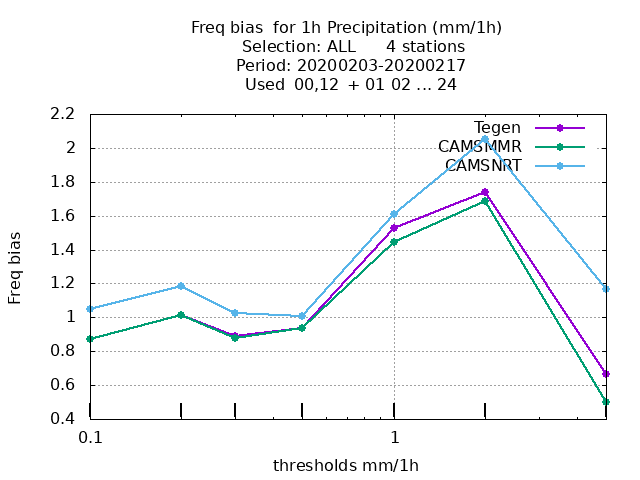 Freq bias  for 1h Precipitation (mm/1h)
Selection: ALL      4 stations
Period: 20200203-20200217
Used  00,12  + 01 02 ... 24
Tegen
CAMSMMR
CAMSNRT
2.2
2
1.8
1.6
1.4
1.2
1
0.8
0.6
0.4
Freq bias
0.1
1
thresholds mm/1h